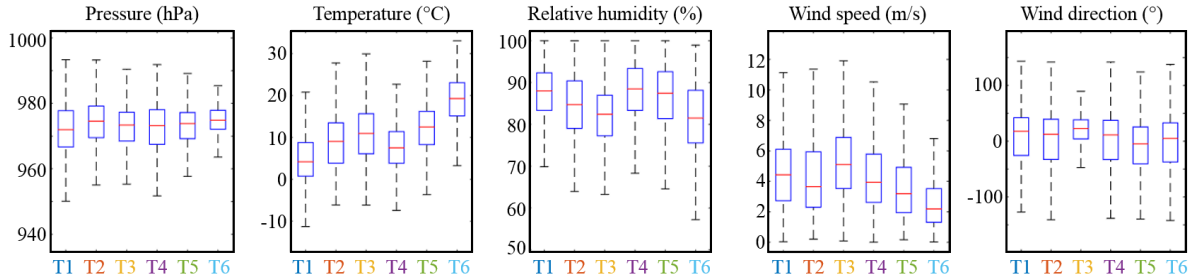 Pressure (hPa)
1000
980
960
940
T1 T2 T3 T4 T5 T6
Temperature (°C)
30
20
10
0
-10
T1 T2 T3 T4 T5 T6
Relative humidity (%)
100
90
80
70
60
50
T1 T2 T3 T4 T5 T6
Wind speed (m/s)
12
10
8
6
4
2
0
T1 T2 T3 T4 T5 T6
Wind direction (°)
100
0
-100
T1 T2 T3 T4 T5 T6